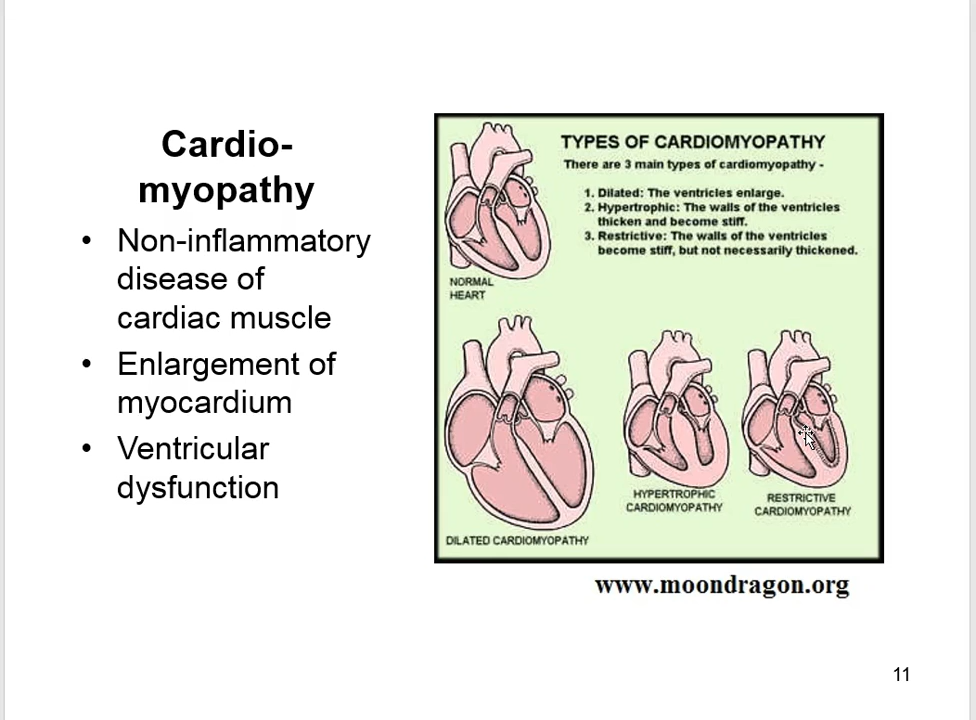 Cardio-
myopathy
• Non-inflammatory
disease of
cardiac muscle
• Enlargement of
myocardium
• Ventricular
dysfunction
TYPES OF CARDIOMYOPATHY
There are 3 main types of cardiomyopathy -
1. Dilated: The ventricles enlarge.
2. Hypertrophic: The walls of the ventricles
thicken and become stiff.
3. Restrictive: The walls of the ventricles
become stiff, but not necessarily thickened.
NORMAL
HEART
DILATED CARDIOMYOPATHY
HYPERTROPHIC
CARDIOMYOPATHY
RESTRICTIVE
CARDIOMYOPATHY
www.moondragon.org
11